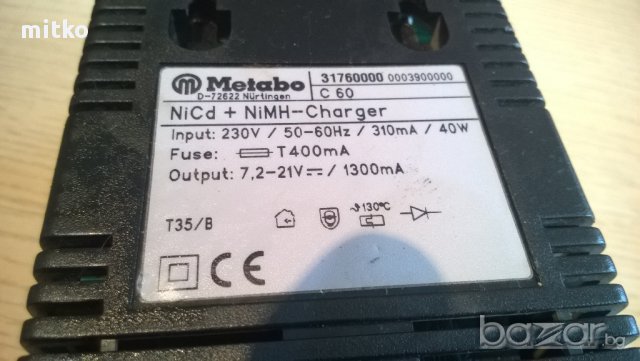 mitko
Metabo
D-72622 Nürtingen
31760000 0003900000
C 60
NiCd + NiMH-Charger
Input: 230V / 50-60Hz / 310mA / 40W
Fuse: T400mA
Output: 7,2-21V / 1300mA
130°C
T35/B
CE
bazar.bg